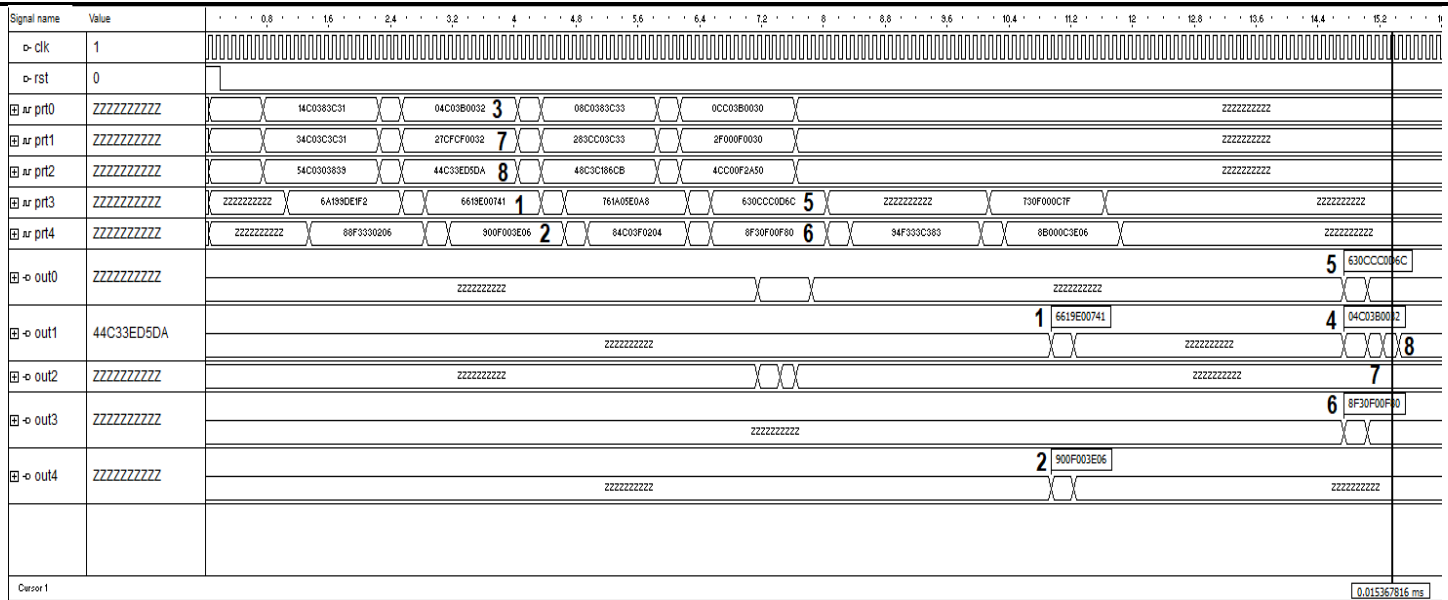 Signal name Value 0.8 1.6 2.4 3.2 4 4.8 5.6 6.4 7.2 8 8.8 9.6 10.4 11.2 12 12.8 13.6 14.4 15.2
clk 1
rst 0
prt0 ZZZZZZZZZZ 14C0383C31 04C03B0032 3 08C0383C33 0CC03B0030 ZZZZZZZZZZ
prt1 ZZZZZZZZZZ 34C03C3C31 27CFCF0032 7 283CC03C33 2F000F0030 ZZZZZZZZZZ
prt2 ZZZZZZZZZZ 54C0303839 44C33ED5DA 8 48C3C186CB 4CC00F2A50 ZZZZZZZZZZ
prt3 ZZZZZZZZZZ ZZZZZZZZZZ 6A199DE1F2 6619E00741 1 761A05E0A8 630CCC0D6C 5 ZZZZZZZZZZ 730F000C7F ZZZZZZZZZZ
prt4 ZZZZZZZZZZ ZZZZZZZZZZ 88F3330206 900F003E06 2 84C03F0204 8F30F00F80 6 94F333C383 8B000C3E06 ZZZZZZZZZZ
5 630CCC0D6C
out0 ZZZZZZZZZZ ZZZZZZZZZZ ZZZZZZZZZZ
1 6619E00741 4 04C03B0032
out1 44C33ED5DA ZZZZZZZZZZ ZZZZZZZZZZ 8
out2 ZZZZZZZZZZ ZZZZZZZZZZ ZZZZZZZZZZ 7
6 8F30F00F80
out3 ZZZZZZZZZZ ZZZZZZZZZZ
2 900F003E06
out4 ZZZZZZZZZZ ZZZZZZZZZZ ZZZZZZZZZZ
Cursor 1 0.015367816 ms